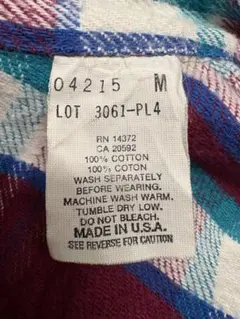 04215 M
LOT 3061-PL4
RN 14372
CA 20592
100% COTTON
100% COTON
WASH SEPARATELY
BEFORE WEARING.
MACHINE WASH WARM.
TUMBLE DRY LOW.
DO NOT BLEACH.
MADE IN U.S.A.
SEE REVERSE FOR CAUTION